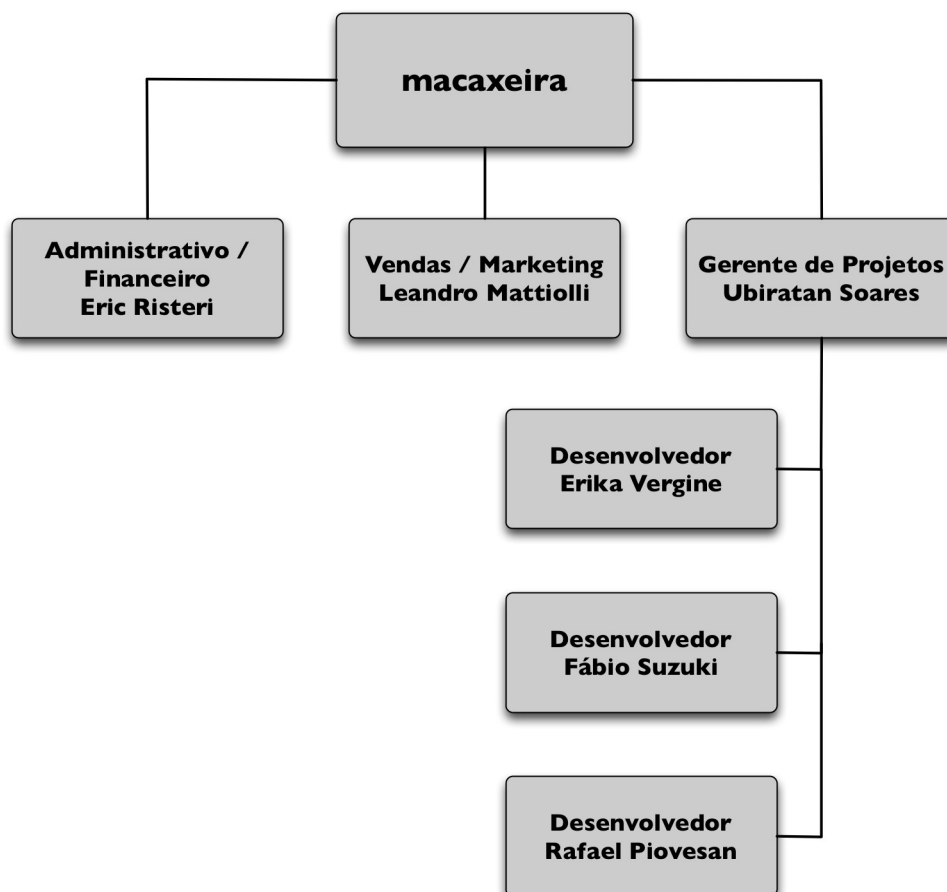 macaxeira
Administrativo /
Financeiro
Eric Risteri
Vendas / Marketing
Leandro Mattiolli
Gerente de Projetos
Ubiratan Soares
Desenvolvedor
Erika Vergine
Desenvolvedor
Fábio Suzuki
Desenvolvedor
Rafael Piovesan